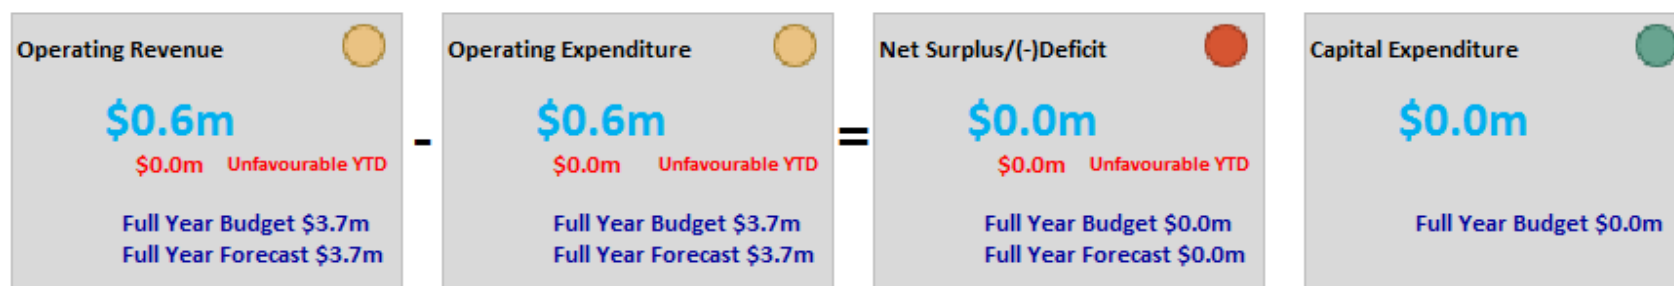 Operating Revenue
$0.6m
$0.0m Unfavourable YTD
Full Year Budget $3.7m
Full Year Forecast $3.7m
-
Operating Expenditure
$0.6m
$0.0m Unfavourable YTD
Full Year Budget $3.7m
Full Year Forecast $3.7m
=
Net Surplus/(-)Deficit
$0.0m
$0.0m Unfavourable YTD
Full Year Budget $0.0m
Full Year Forecast $0.0m
Capital Expenditure
$0.0m
Full Year Budget $0.0m